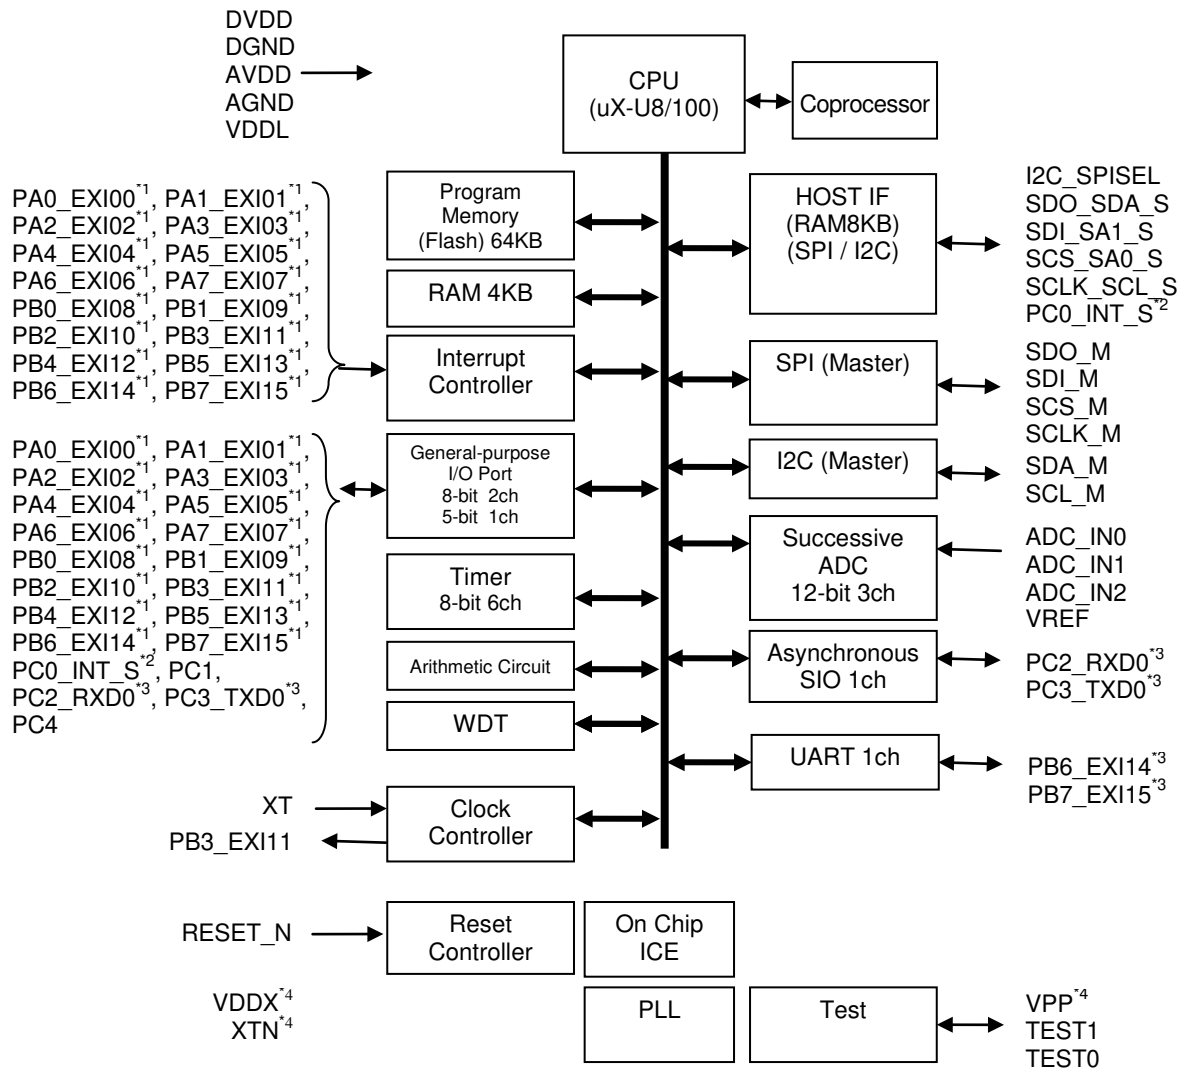 DVDD
DGND
AVDD
AGND
VDDL
CPU
(uX-U8/100)
Coprocessor
PA0_EXI00*1, PA1_EXI01*1,
PA2_EXI02*1, PA3_EXI03*1,
PA4_EXI04*1, PA5_EXI05*1,
PA6_EXI06*1, PA7_EXI07*1,
PB0_EXI08*1, PB1_EXI09*1,
PB2_EXI10*1, PB3_EXI11*1,
PB4_EXI12*1, PB5_EXI13*1,
PB6_EXI14*1, PB7_EXI15*1
Program
Memory
(Flash) 64KB
RAM 4KB
Interrupt
Controller
HOST IF
(RAM8KB)
(SPI / I2C)
I2C_SPISEL
SDO_SDA_S
SDI_SA1_S
SCS_SA0_S
SCLK_SCL_S
PC0_INT_S*2
SPI (Master)
SDO_M
SDI_M
SCS_M
SCLK_M
PA0_EXI00*1, PA1_EXI01*1,
PA2_EXI02*1, PA3_EXI03*1,
PA4_EXI04*1, PA5_EXI05*1,
PA6_EXI06*1, PA7_EXI07*1,
PB0_EXI08*1, PB1_EXI09*1,
PB2_EXI10*1, PB3_EXI11*1,
PB4_EXI12*1, PB5_EXI13*1,
PB6_EXI14*1, PB7_EXI15*1
PC0_INT_S*2, PC1,
PC2_RXD0*3, PC3_TXD0*3,
PC4
General-purpose
I/O Port
8-bit 2ch
5-bit 1ch
I2C (Master)
SDA_M
SCL_M
Timer
8-bit 6ch
Successive
ADC
12-bit 3ch
ADC_IN0
ADC_IN1
ADC_IN2
VREF
Arithmetic Circuit
Asynchronous
SIO 1ch
PC2_RXD0*3
PC3_TXD0*3
WDT
UART 1ch
PB6_EXI14*3
PB7_EXI15*3
XT
PB3_EXI11
Clock
Controller
RESET_N
Reset
Controller
On Chip
ICE
VDDX*4
XTN*4
PLL
Test
VPP*4
TEST1
TEST0